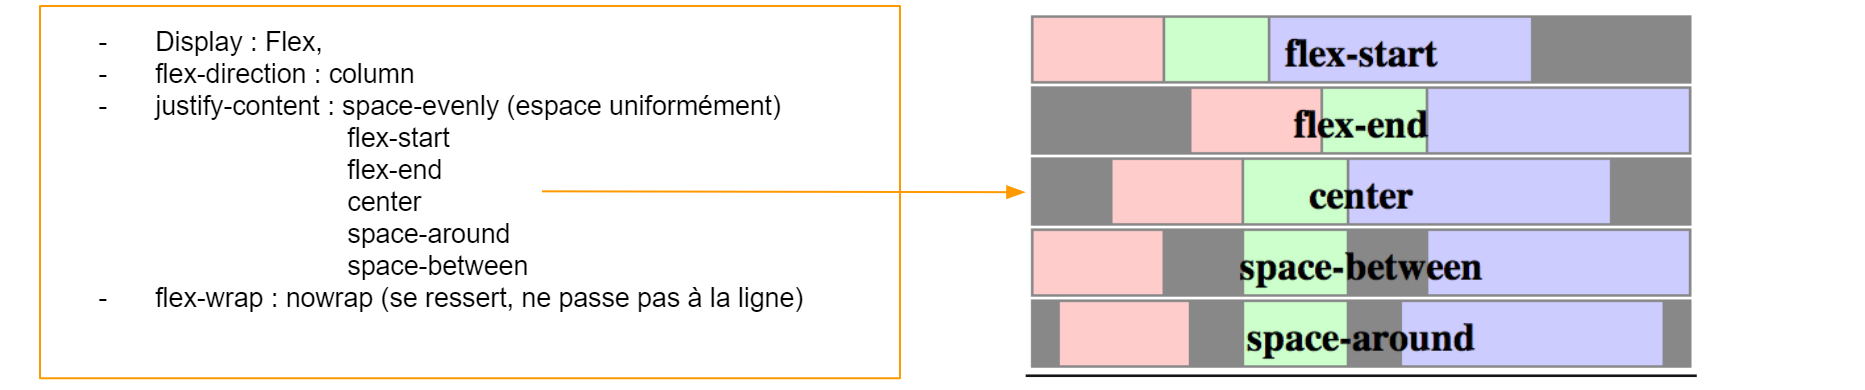 - Display : Flex,
- flex-direction : column
- justify-content : space-evenly (espace uniformément)
flex-start
flex-end
center
space-around
space-between
- flex-wrap : nowrap (se ressert, ne passe pas à la ligne)
flex-start
flex-end
center
space-between
space-around